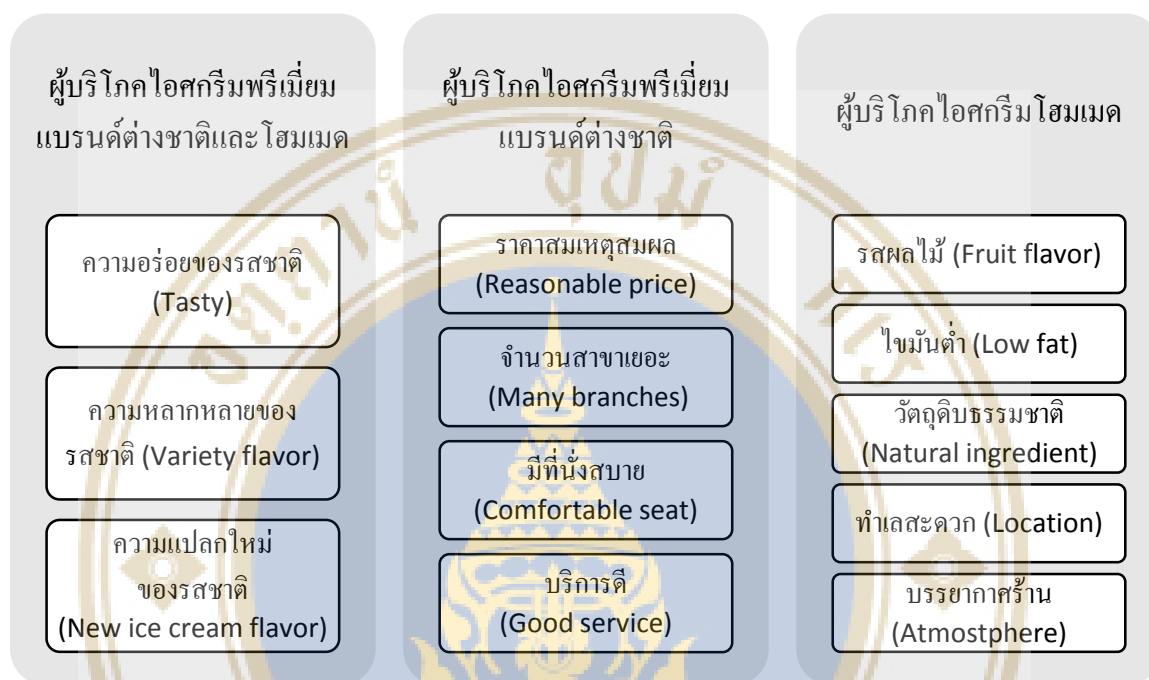 ผู้บริโภคไอศกรีมพรีเมี่ยม
แบรนด์ต่างชาติและโฮมเมด
ความอร่อยของรสชาติ
(Tasty)
ความหลากหลายของ
รสชาติ (Variety flavor)
ความแปลกใหม่
ของรสชาติ
(New ice cream flavor)
ผู้บริโภคไอศกรีมพรีเมี่ยม
แบรนด์ต่างชาติ
ราคาสมเหตุสมผล
(Reasonable price)
จำนวนสาขาเยอะ
(Many branches)
มีที่นั่งสบาย
(Comfortable seat)
บริการดี
(Good service)
ผู้บริโภคไอศกรีมโฮมเมด
รสผลไม้ (Fruit flavor)
ไขมันต่ำ (Low fat)
วัตถุดิบธรรมชาติ
(Natural ingredient)
ทำเลสะดวก (Location)
บรรยากาศร้าน
(Atmostphere)
อตฺตานํ อุปมํ กเร